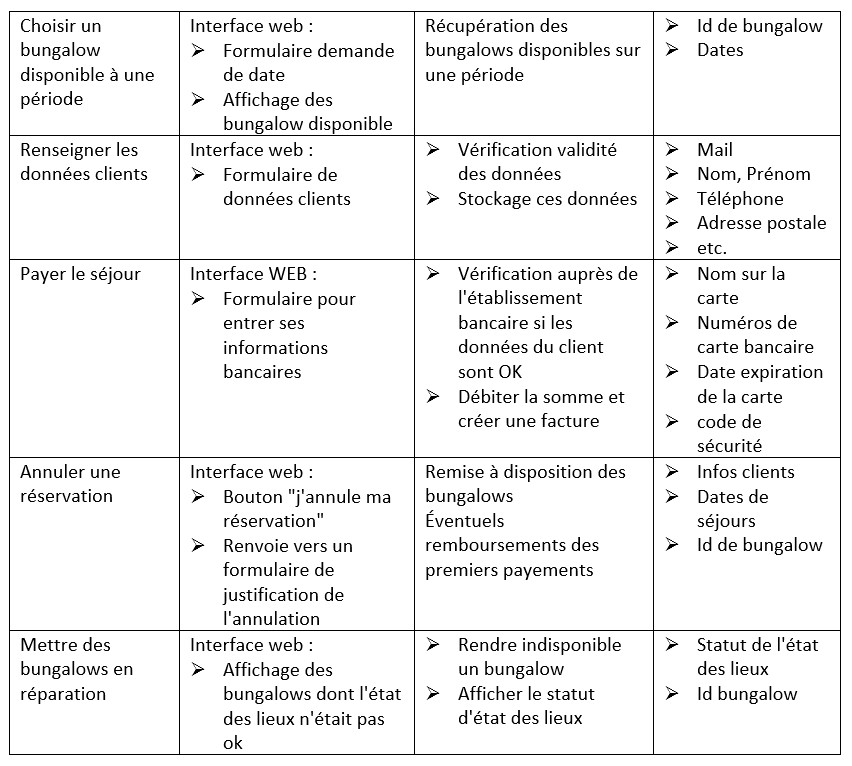 Choisir un
bungalow
disponible à une
période
Interface web :
➢ Formulaire demande
de date
➢ Affichage des
bungalow disponible
Récupération des
bungalows disponibles sur
une période
➢ Id de bungalow
➢ Dates
Renseigner les
données clients
Interface web :
➢ Formulaire de
données clients
➢ Vérification validité
des données
➢ Stockage ces données
➢ Mail
➢ Nom, Prénom
➢ Téléphone
➢ Adresse postale
➢ etc.
Payer le séjour
Interface WEB :
➢ Formulaire pour
entrer ses
informations
bancaires
➢ Vérification auprès de
l'établissement
bancaire si les
données du client
sont OK
➢ Débiter la somme et
créer une facture
➢ Nom sur la
carte
➢ Numéros de
carte bancaire
➢ Date expiration
de la carte
➢ code de
sécurité
Annuler une
réservation
Interface web :
➢ Bouton "j'annule ma
réservation"
➢ Renvoie vers un
formulaire de
justification de
l'annulation
Remise à disposition des
bungalows
Éventuels
remboursements des
premiers payements
➢ Infos clients
➢ Dates de
séjours
➢ Id de bungalow
Mettre des
bungalows en
réparation
Interface web :
➢ Affichage des
bungalows dont l'état
des lieux n'était pas
ok
➢ Rendre indisponible
un bungalow
➢ Afficher le statut
d'état des lieux
➢ Statut de l'état
des lieux
➢ Id bungalow